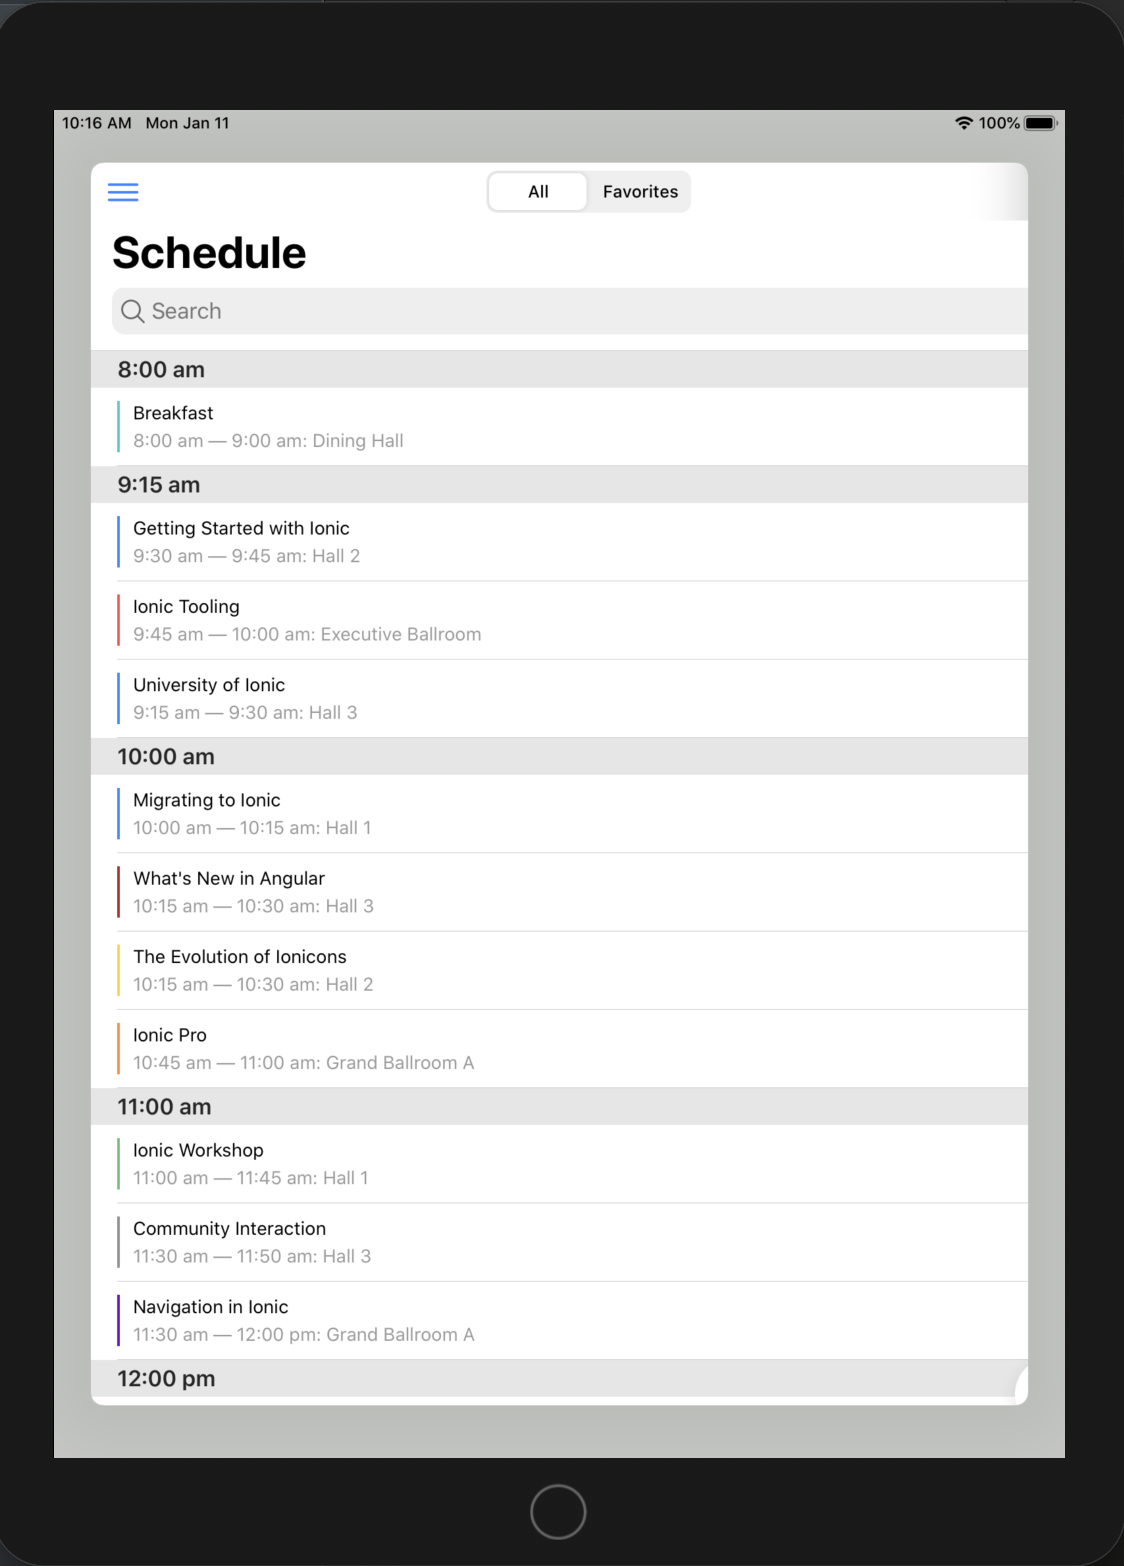 10:16 AM Mon Jan 11 100%
All Favorites
Schedule
Search
8:00 am
Breakfast
8:00 am — 9:00 am: Dining Hall
9:15 am
Getting Started with Ionic
9:30 am — 9:45 am: Hall 2
Ionic Tooling
9:45 am — 10:00 am: Executive Ballroom
University of Ionic
9:15 am — 9:30 am: Hall 3
10:00 am
Migrating to Ionic
10:00 am — 10:15 am: Hall 1
What's New in Angular
10:15 am — 10:30 am: Hall 3
The Evolution of Ionicons
10:15 am — 10:30 am: Hall 2
Ionic Pro
10:45 am — 11:00 am: Grand Ballroom A
11:00 am
Ionic Workshop
11:00 am — 11:45 am: Hall 1
Community Interaction
11:30 am — 11:50 am: Hall 3
Navigation in Ionic
11:30 am — 12:00 pm: Grand Ballroom A
12:00 pm